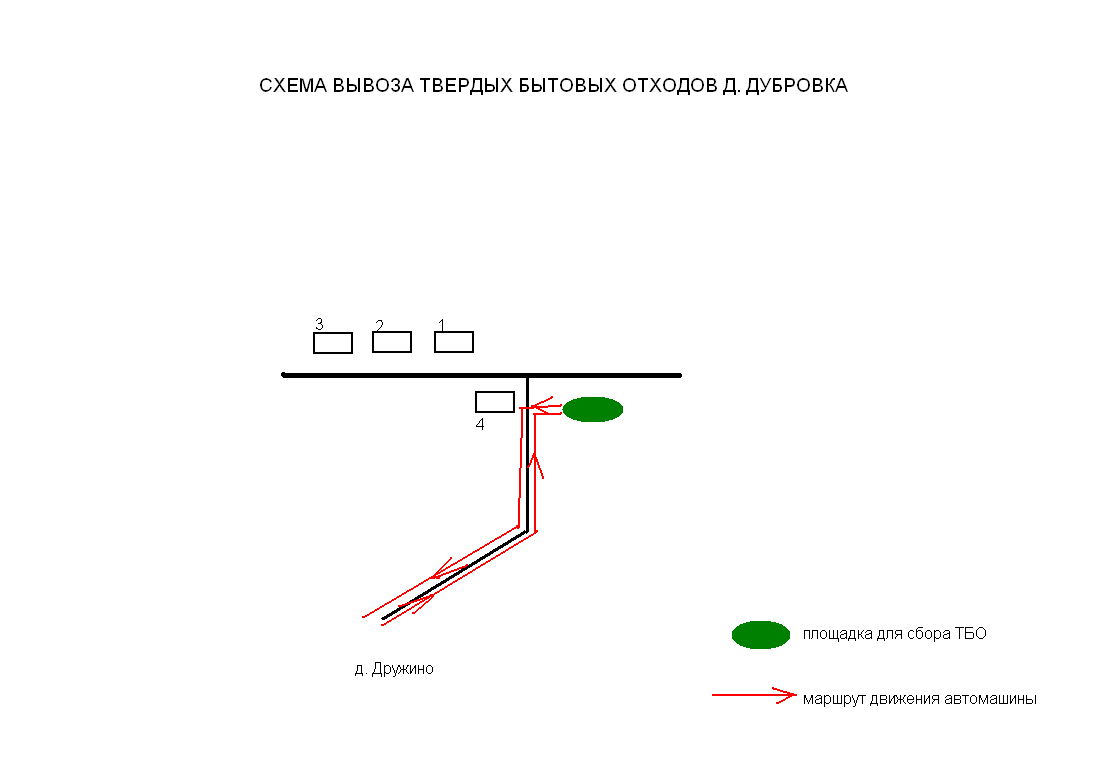 СХЕМА ВЫВОЗА ТВЕРДЫХ БЫТОВЫХ ОТХОДОВ Д. ДУБРОВКА
3
2
1
4
площадка для сбора ТБО
д. Дружино
маршрут движения автомашины